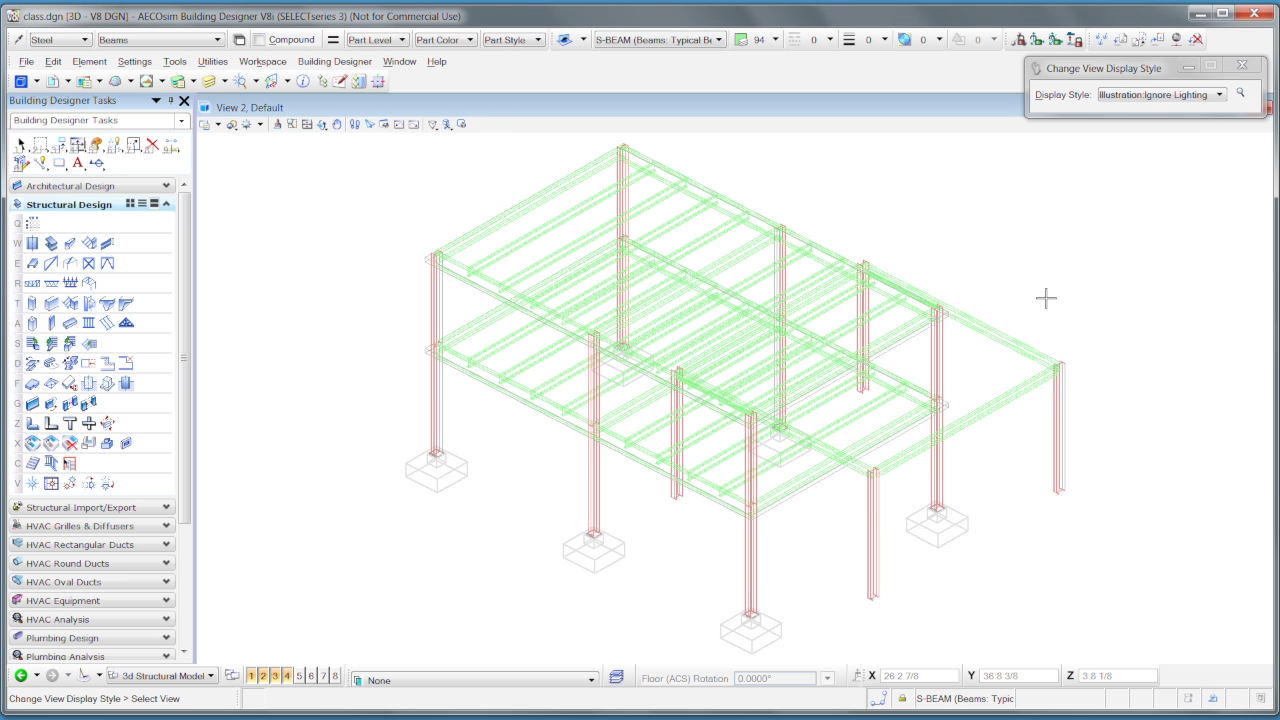 class.dgn [3D - V8 DGN] - AECOsim Building Designer V8i (SELECTseries 3) (Not for Commercial Use)
Steel Beams Compound Part Level Part Color Part Style S-BEAM (Beams: Typical Be 94 0 0 0 0
File Edit Element Settings Tools Utilities Workspace Building Designer Window Help
Change View Display Style
Display Style: Illustration:Ignore Lighting
Building Designer Tasks
View 2, Default
Building Designer Tasks
Architectural Design
Structural Design
Q
W
E
R
T
A
S
D
F
G
Z
X
C
V
Structural Import/Export
HVAC Grilles & Diffusers
HVAC Rectangular Ducts
HVAC Round Ducts
HVAC Oval Ducts
HVAC Equipment
HVAC Analysis
Plumbing Design
Plumbing Analysis
3d Structural Model 1 2 3 4 5 6 7 8 None Floor (ACS) Rotation 0.0000° X 26.2 7/8 Y 36.8 3/8 Z 3.8 1/8
Change View Display Style > Select View S-BEAM (Beams: Typic